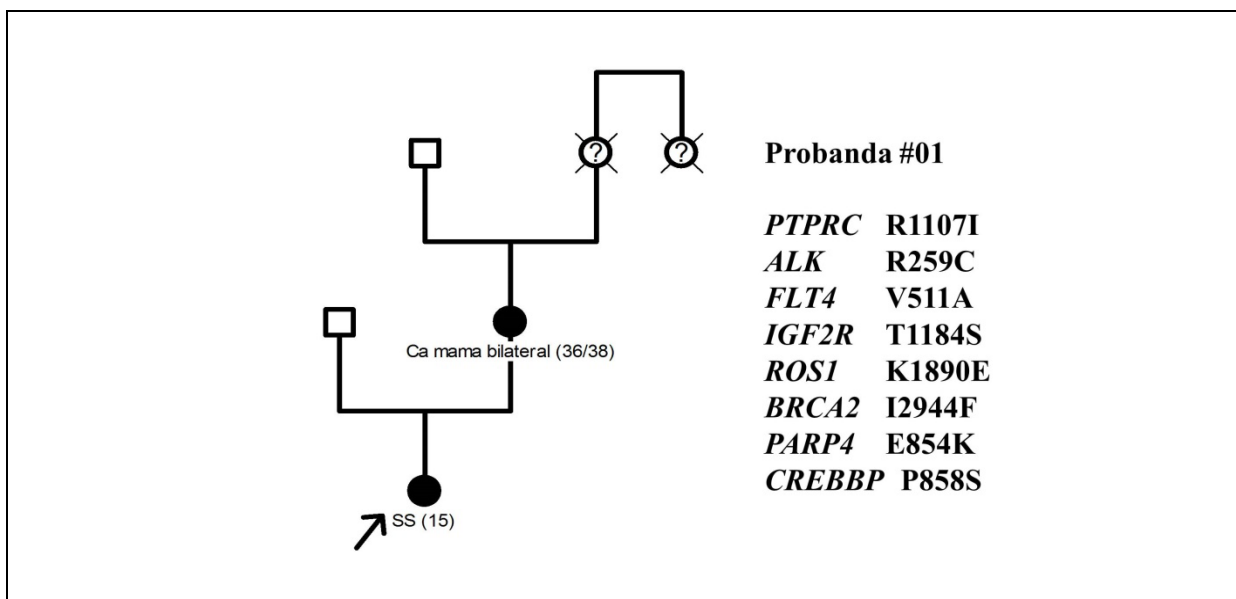 ? ?
Probanda #01
PTPRC R1107I
ALK R259C
FLT4 V511A
IGF2R T1184S
ROS1 K1890E
BRCA2 I2944F
PARP4 E854K
CREBBP P858S
Ca mama bilateral (36/38)
SS (15)